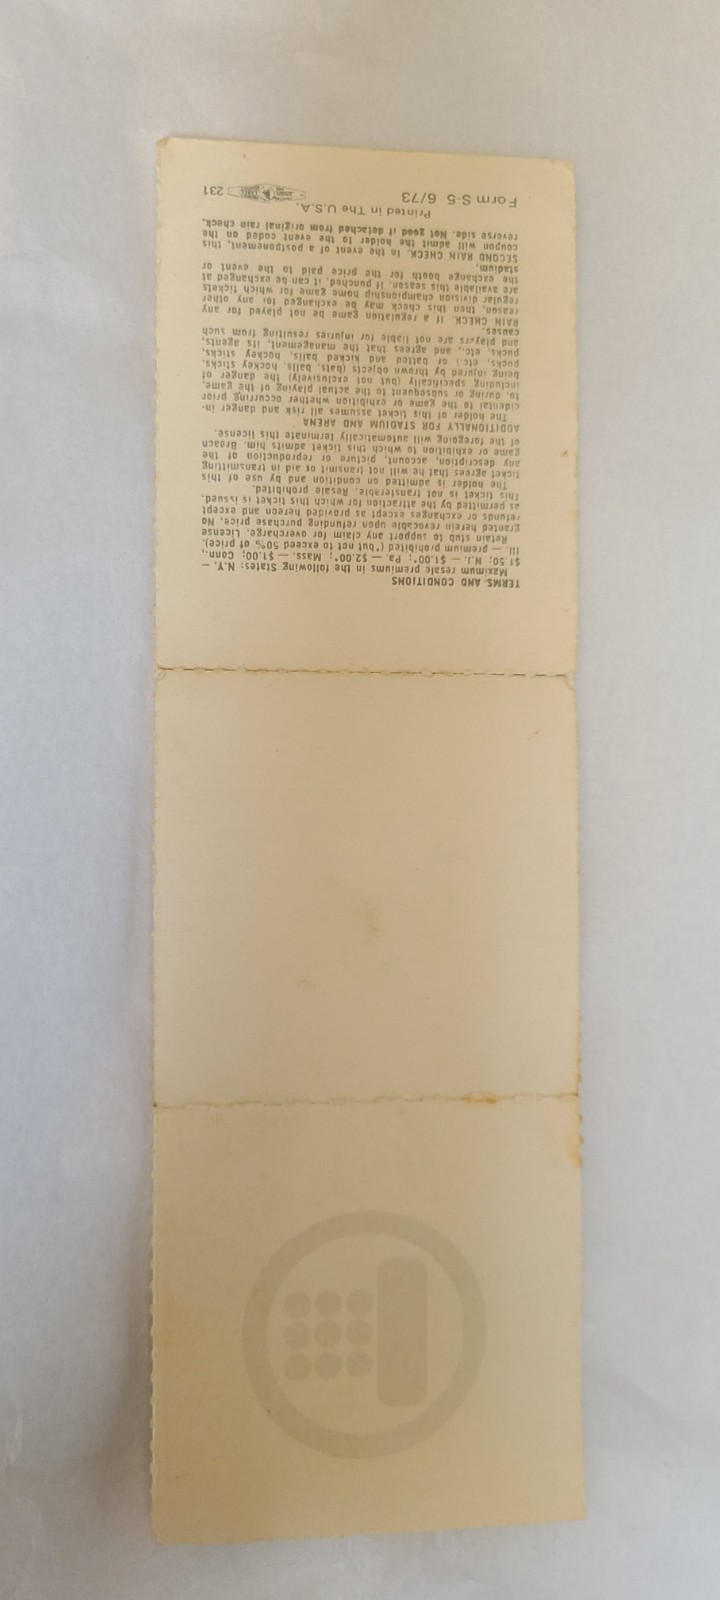 TERMS AND CONDITIONS
Maximum resale premiums in the following States: N.Y. —
$1.50; N.J. — $1.00*; Pa. — $2.00*; Mass. — $1.00; Conn.,
Ill. — premium prohibited (*but not to exceed 50% of price).
Retain stub to support any claim for overcharge. License
granted herein revocable upon refunding purchase price. No
refunds or exchanges except as provided hereon and except
as permitted by the attraction for which this ticket is issued.
This ticket is not transferable. Resale prohibited.
The holder is admitted on condition and by use of this
ticket agrees that he will not transmit or aid in transmitting
any description, account, picture or reproduction of the
game or exhibition to which this ticket admits him. Breach
of the foregoing will automatically terminate this license.
ADDITIONALLY FOR STADIUM AND ARENA
The holder of this ticket assumes all risk and danger in-
cidental to the game or exhibition whether occurring prior
to, during or subsequent to the actual playing of the game,
including specifically (but not exclusively) the danger of
being injured by thrown objects (bats, balls, hockey sticks,
pucks, etc.) or batted and kicked balls, hockey sticks,
pucks, etc., and agrees that the management, its agents,
and players are not liable for injuries resulting from such
causes.
RAIN CHECK. If a regulation game be not played for any
reason, then this check may be exchanged for any other
regular division championship home game for which tickets
are available this season. If punched, it can be exchanged at
the exchange booth for the price paid to the event or
stadium.
SECOND RAIN CHECK. In the event of a postponement, this
coupon will admit the holder to the event coded on the
reverse side. Not good if detached from original rain check.
Printed in The U.S.A.
Form S-5 6/73 231